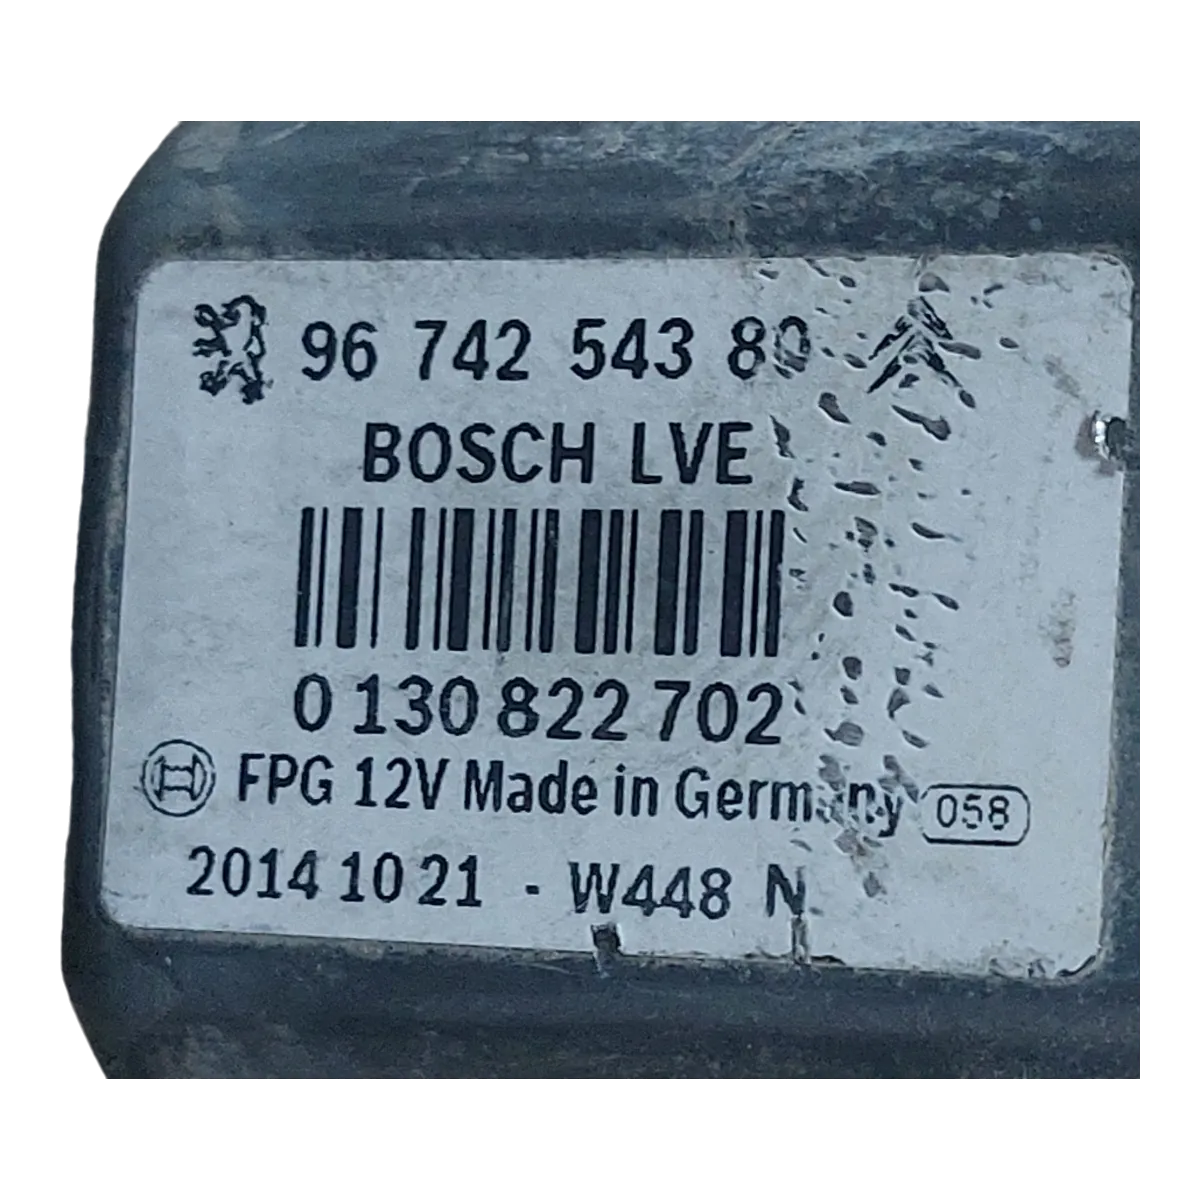 96 742 543 80
BOSCH LVE
0 130 822 702
FPG 12V Made in Germany 058
2014 10 21 - W448 N